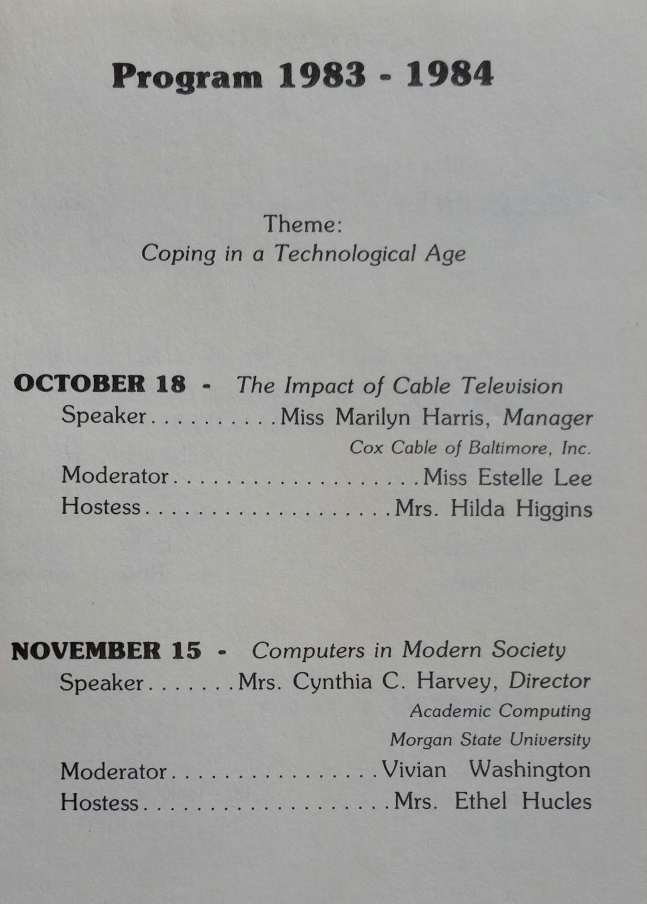 Program 1983 - 1984
Theme:
Coping in a Technological Age
OCTOBER 18 - The Impact of Cable Television
Speaker..........Miss Marilyn Harris, Manager
Cox Cable of Baltimore, Inc.
Moderator...................Miss Estelle Lee
Hostess...................Mrs. Hilda Higgins
NOVEMBER 15 - Computers in Modern Society
Speaker.......Mrs. Cynthia C. Harvey, Director
Academic Computing
Morgan State University
Moderator................Vivian Washington
Hostess...................Mrs. Ethel Hucles